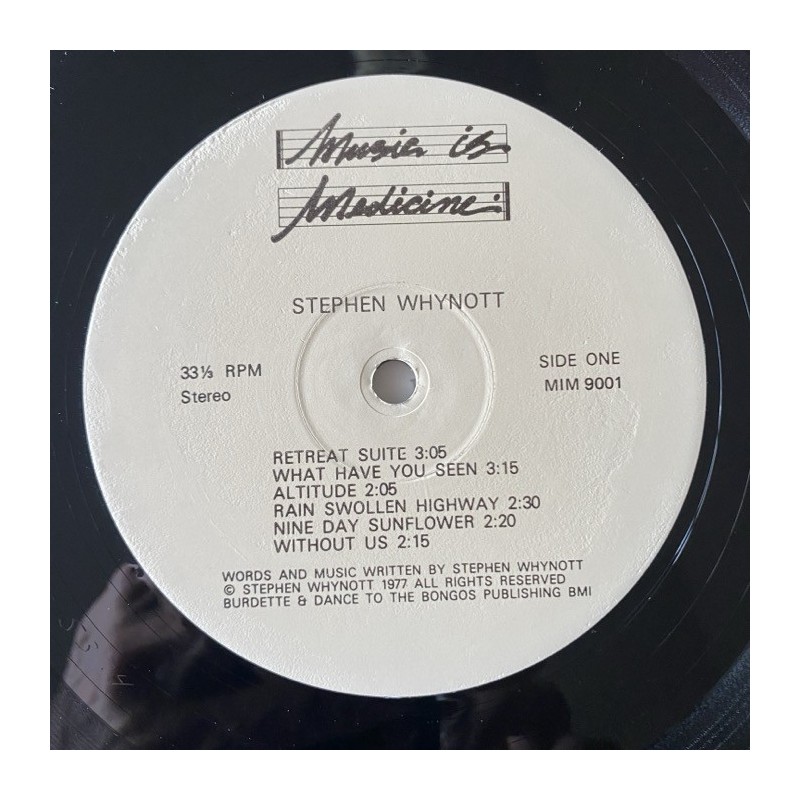 Music is
Medicine
STEPHEN WHYNOTT
33⅓ RPM
Stereo
SIDE ONE
MIM 9001
RETREAT SUITE 3:05
WHAT HAVE YOU SEEN 3:15
ALTITUDE 2:05
RAIN SWOLLEN HIGHWAY 2:30
NINE DAY SUNFLOWER 2:20
WITHOUT US 2:15
WORDS AND MUSIC WRITTEN BY STEPHEN WHYNOTT
© STEPHEN WHYNOTT 1977 ALL RIGHTS RESERVED
BURDETTE & DANCE TO THE BONGOS PUBLISHING BMI